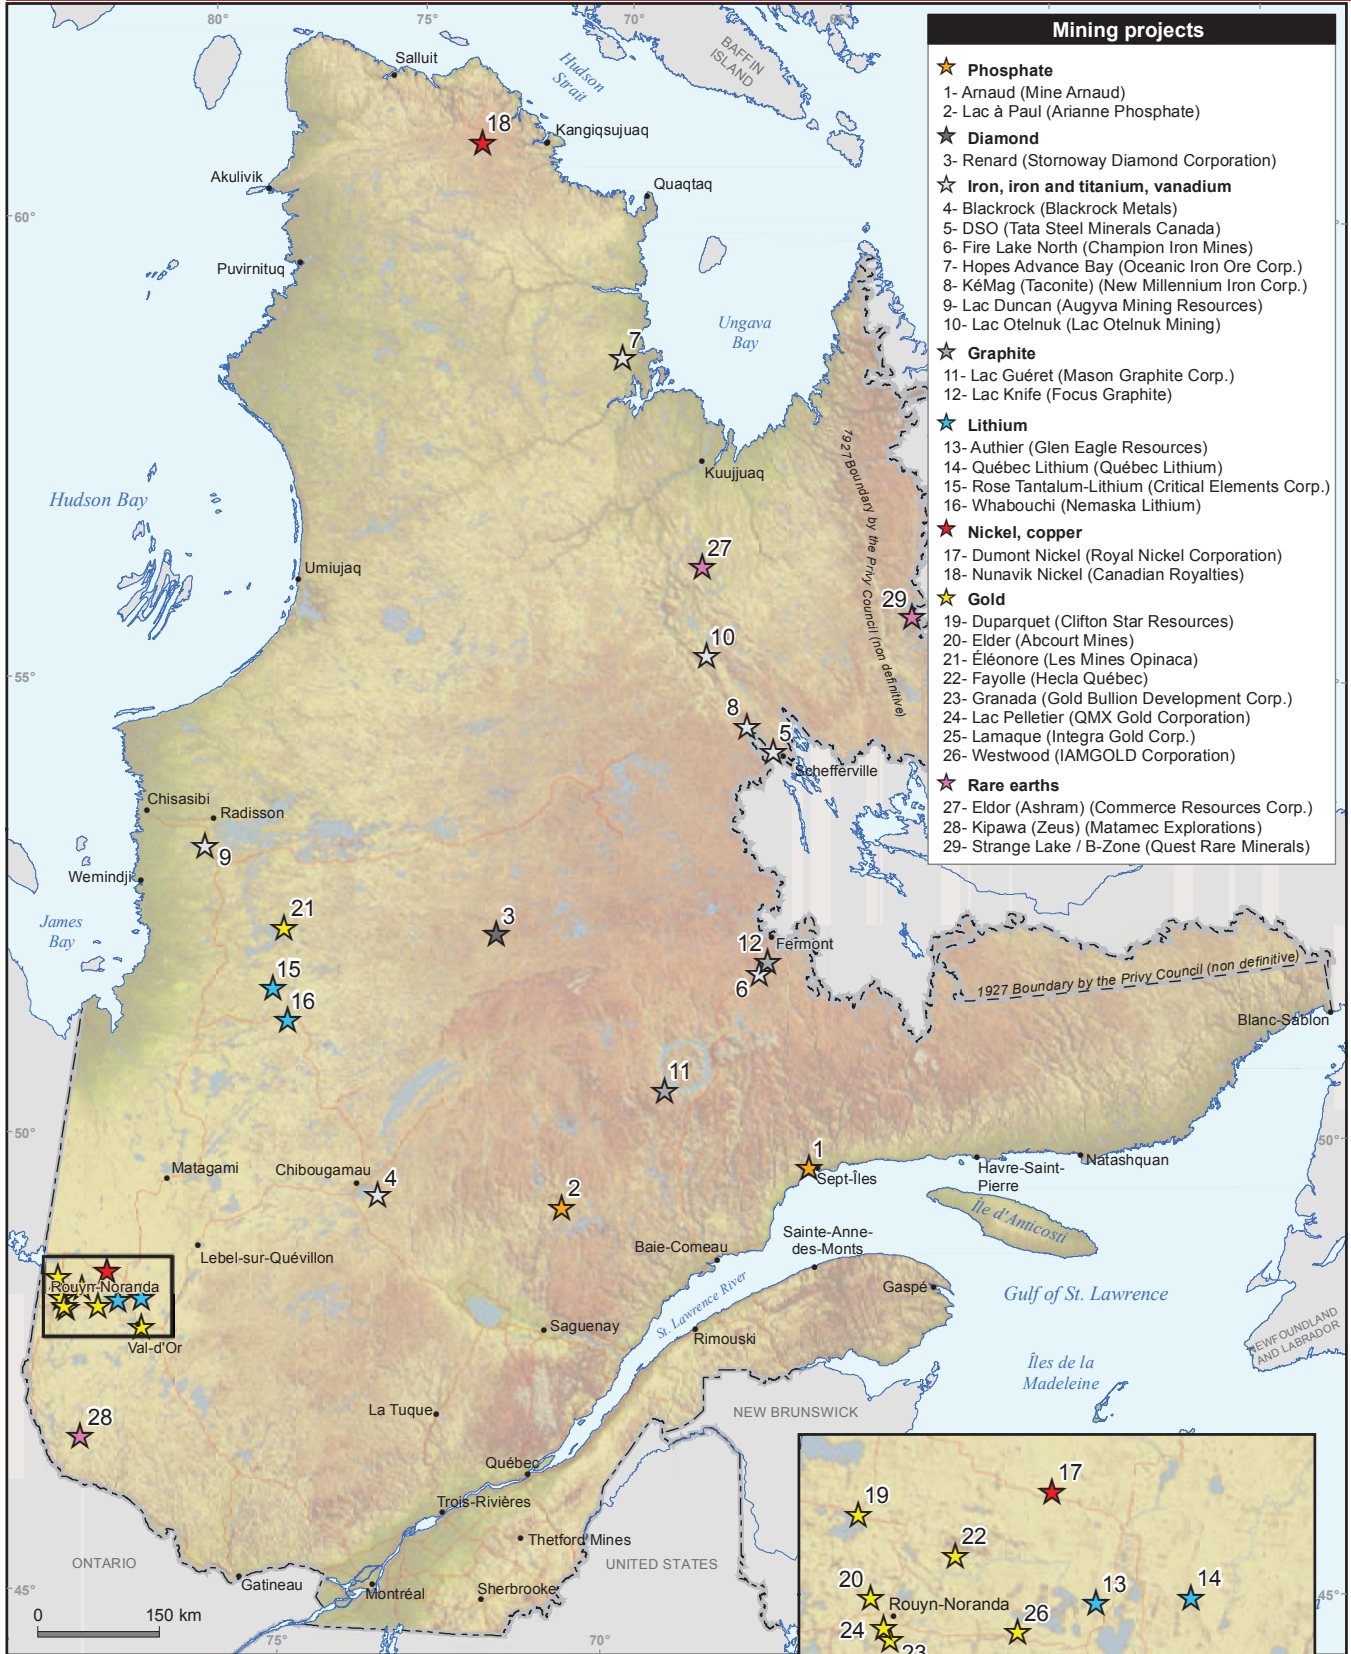 80°
75°
70°
65°
Mining projects
Phosphate
1- Arnaud (Mine Arnaud)
2- Lac à Paul (Arianne Phosphate)
Diamond
3- Renard (Stornoway Diamond Corporation)
Iron, iron and titanium, vanadium
4- Blackrock (Blackrock Metals)
5- DSO (Tata Steel Minerals Canada)
6- Fire Lake North (Champion Iron Mines)
7- Hopes Advance Bay (Oceanic Iron Ore Corp.)
8- KéMag (Taconite) (New Millennium Iron Corp.)
9- Lac Duncan (Augyva Mining Resources)
10- Lac Otelnuk (Lac Otelnuk Mining)
Graphite
11- Lac Guéret (Mason Graphite Corp.)
12- Lac Knife (Focus Graphite)
Lithium
13- Authier (Glen Eagle Resources)
14- Québec Lithium (Québec Lithium)
15- Rose Tantalum-Lithium (Critical Elements Corp.)
16- Whabouchi (Nemaska Lithium)
Nickel, copper
17- Dumont Nickel (Royal Nickel Corporation)
18- Nunavik Nickel (Canadian Royalties)
Gold
19- Duparquet (Clifton Star Resources)
20- Elder (Abcourt Mines)
21- Éléonore (Les Mines Opinaca)
22- Fayolle (Hecla Québec)
23- Granada (Gold Bullion Development Corp.)
24- Lac Pelletier (QMX Gold Corporation)
25- Lamaque (Integra Gold Corp.)
26- Westwood (IAMGOLD Corporation)
Rare earths
27- Eldor (Ashram) (Commerce Resources Corp.)
28- Kipawa (Zeus) (Matamec Explorations)
29- Strange Lake / B-Zone (Quest Rare Minerals)
BAFFIN
ISLAND
Salluit
Hudson
Strait
18
Kangiqsujuaq
Akulivik
Quaqtaq
60°
Puvirnituq
Ungava
Bay
7
Kuujjuaq
1927 Boundary by the Privy Council (non definitive)
Hudson Bay
27
Umiujaq
29
10
55°
8
5
Schefferville
Chisasibi
Radisson
9
Wemindji
21
James
Bay
3
12
Fermont
6
15
16
1927 Boundary by the Privy Council (non definitive)
Blanc-Sablon
11
50°
50°
1
Sept-Îles
Havre-Saint-
Pierre
Natashquan
Matagami
Chibougamau
4
2
Île d'Anticosti
Sainte-Anne-
des-Monts
Baie-Comeau
Lebel-sur-Quévillon
Gaspé
Gulf of St. Lawrence
Rouyn-Noranda
St. Lawrence River
Saguenay
Rimouski
Val-d'Or
NEWFOUNDLAND
AND LABRADOR
Îles de la
Madeleine
La Tuque
NEW BRUNSWICK
28
Québec
Trois-Rivières
Thetford Mines
UNITED STATES
ONTARIO
Gatineau
Montréal
Sherbrooke
0
150 km
75°
70°
17
19
22
20
Rouyn-Noranda
13
14
45°
45°
24
26
23